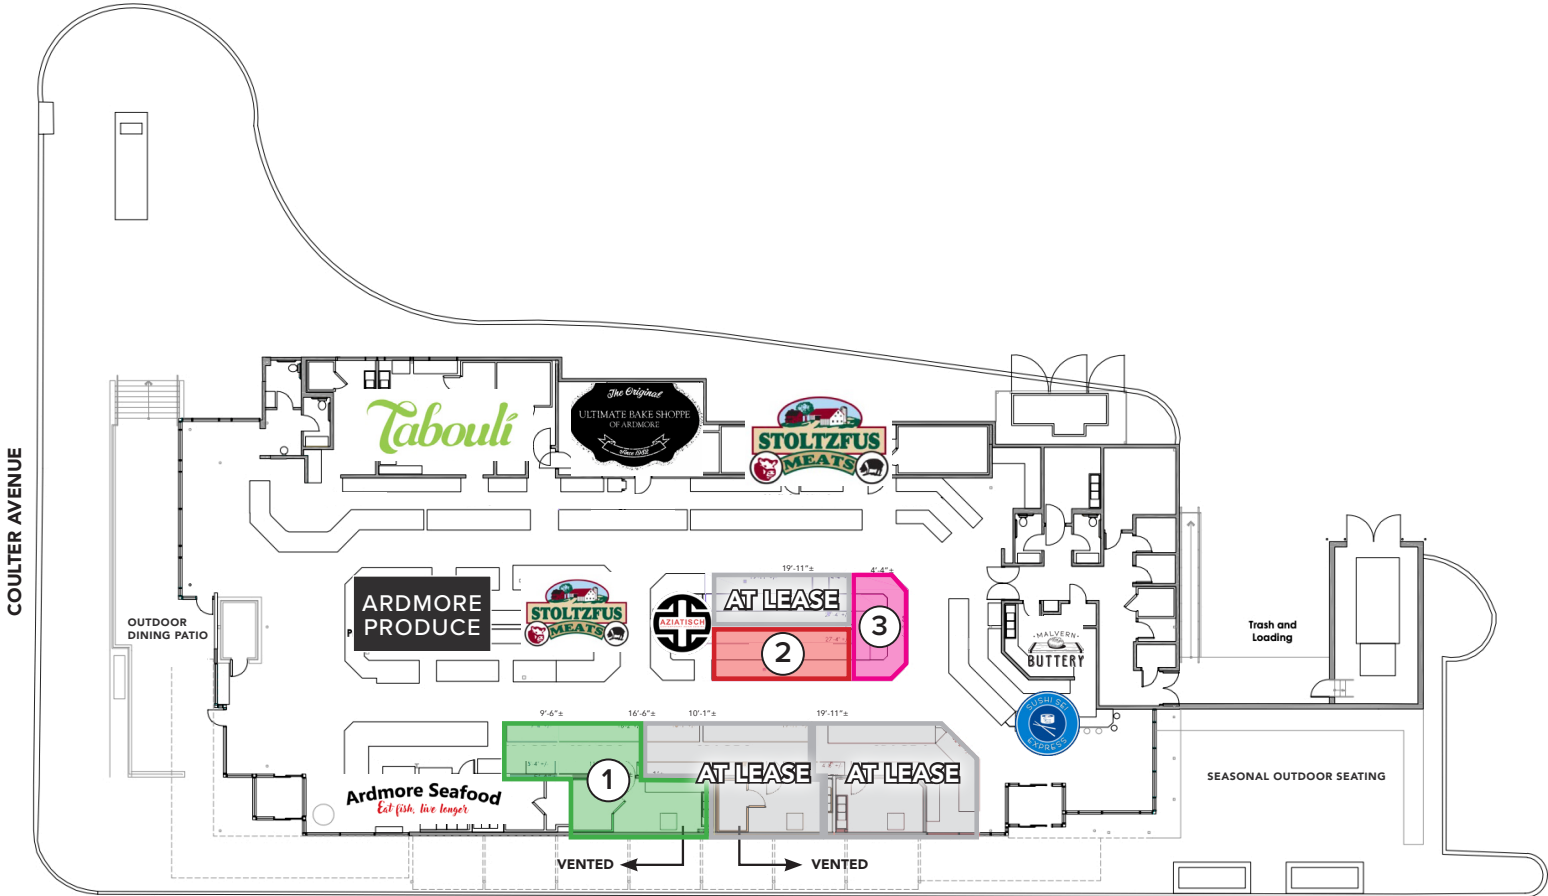 COULTER AVENUE
Tabouli
The Original
ULTIMATE BAKE SHOPPE
OF ARDMORE
Since 1982
STOLTZFUS
MEATS
OUTDOOR
DINING PATIO
P
ARDMORE
PRODUCE
STOLTZFUS
MEATS
AZIATISCH
19'-11"±
4'-4"±
AT LEASE
2
3
27'-4" +/-
MALVERN
BUTTERY
SUSHI SEI
EXPRESS
Trash and
Loading
9'-6"±
16'-6"±
10'-1"±
19'-11"±
1
AT LEASE
AT LEASE
Ardmore Seafood
Eat fish, live longer
SEASONAL OUTDOOR SEATING
VENTED
VENTED